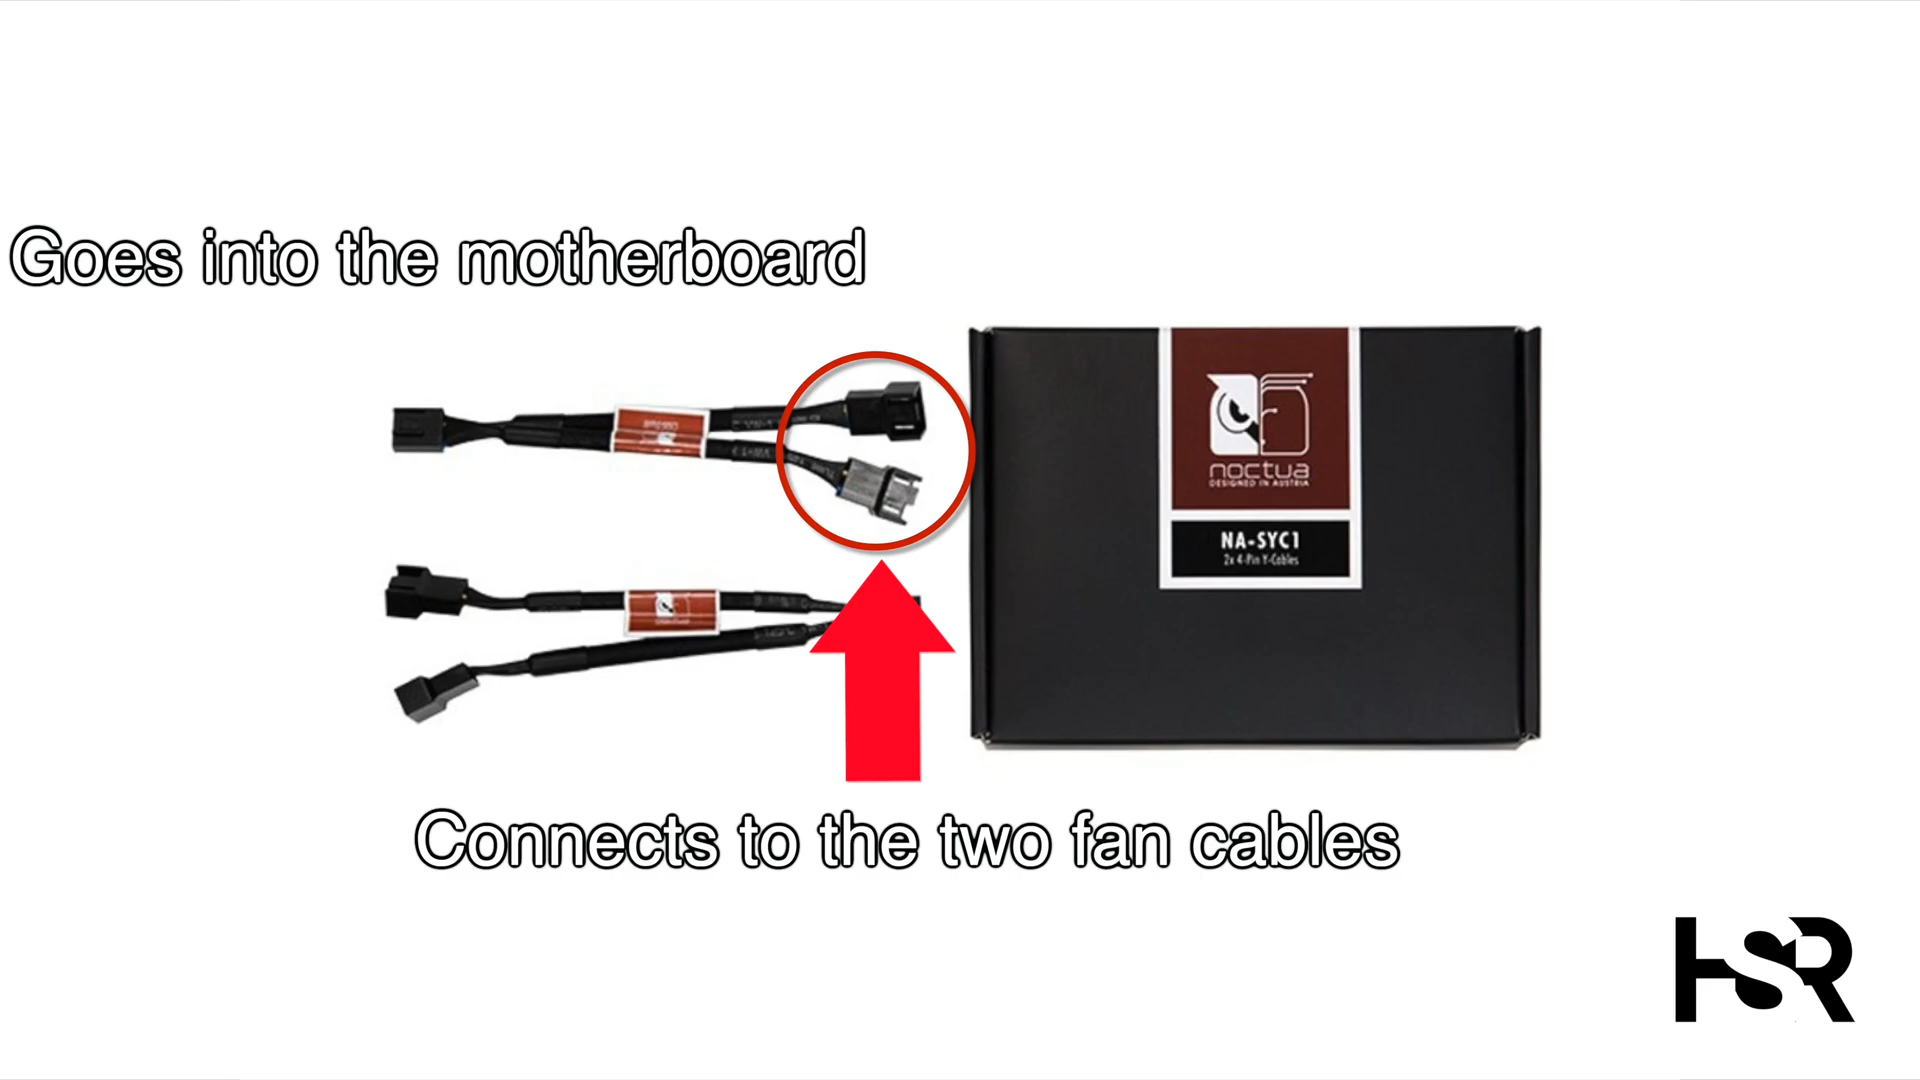 Goes into the motherboard
noctua
DESIGNED IN AUSTRIA
NA-SYC1
2x 4-Pin Y-Cables
Connects to the two fan cables
HSR